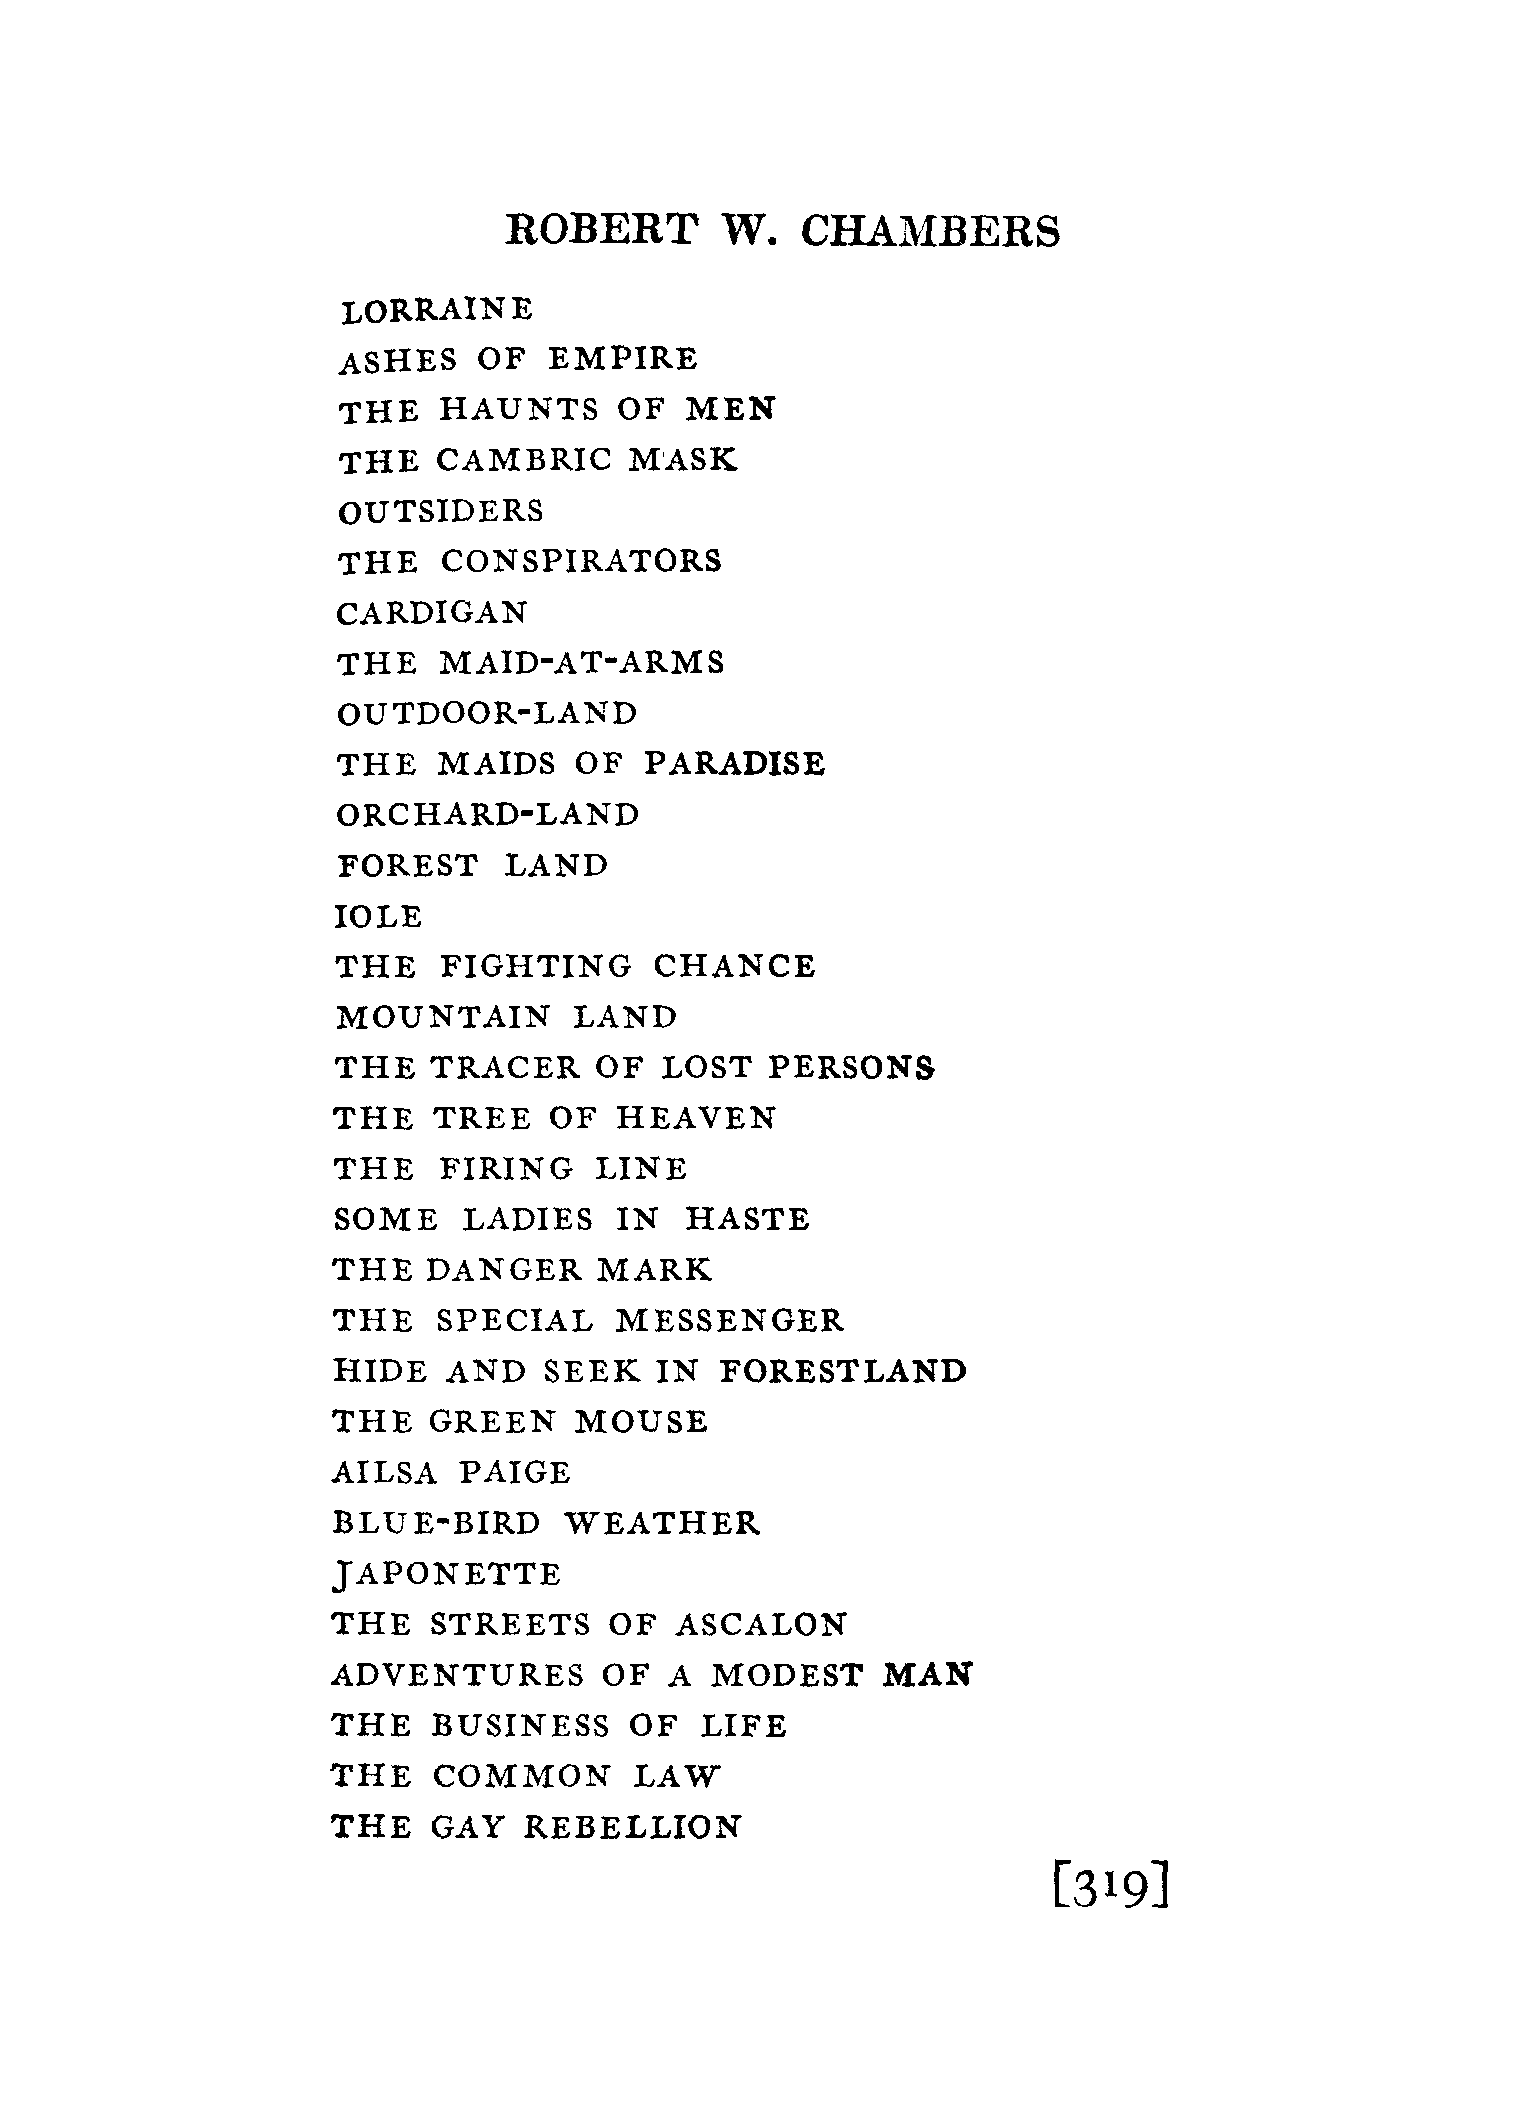 ROBERT W. CHAMBERS
LORRAINE
ASHES OF EMPIRE
THE HAUNTS OF MEN
THE CAMBRIC MASK
OUTSIDERS
THE CONSPIRATORS
CARDIGAN
THE MAID-AT-ARMS
OUTDOOR-LAND
THE MAIDS OF PARADISE
ORCHARD-LAND
FOREST LAND
IOLE
THE FIGHTING CHANCE
MOUNTAIN LAND
THE TRACER OF LOST PERSONS
THE TREE OF HEAVEN
THE FIRING LINE
SOME LADIES IN HASTE
THE DANGER MARK
THE SPECIAL MESSENGER
HIDE AND SEEK IN FORESTLAND
THE GREEN MOUSE
AILSA PAIGE
BLUE-BIRD WEATHER
JAPONETTE
THE STREETS OF ASCALON
ADVENTURES OF A MODEST MAN
THE BUSINESS OF LIFE
THE COMMON LAW
THE GAY REBELLION
[319]